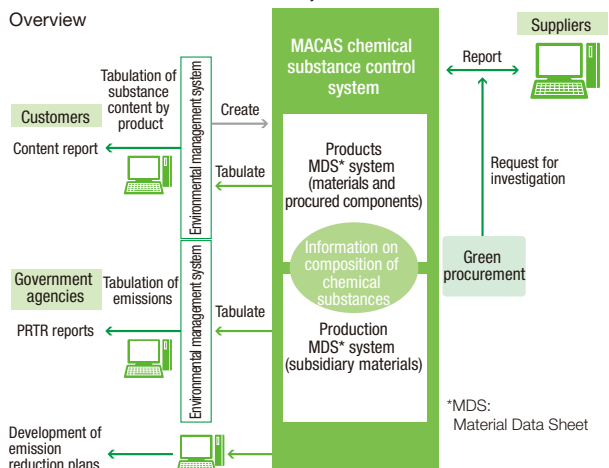 Overview
Tabulation of
substance
content by
product
Customers
Content report
Environmental management system
Create
Tabulate
MACAS chemical
substance control
system
Products
MDS* system
(materials and
procured components)
Information on
composition of
chemical
substances
Production
MDS* system
(subsidiary materials)
Report
Suppliers
Request for
investigation
Green
procurement
Government
agencies
Tabulation of
emissions
PRTR reports
Environmental management system
Tabulate
Development of
emission
reduction plans
*MDS:
Material Data Sheet